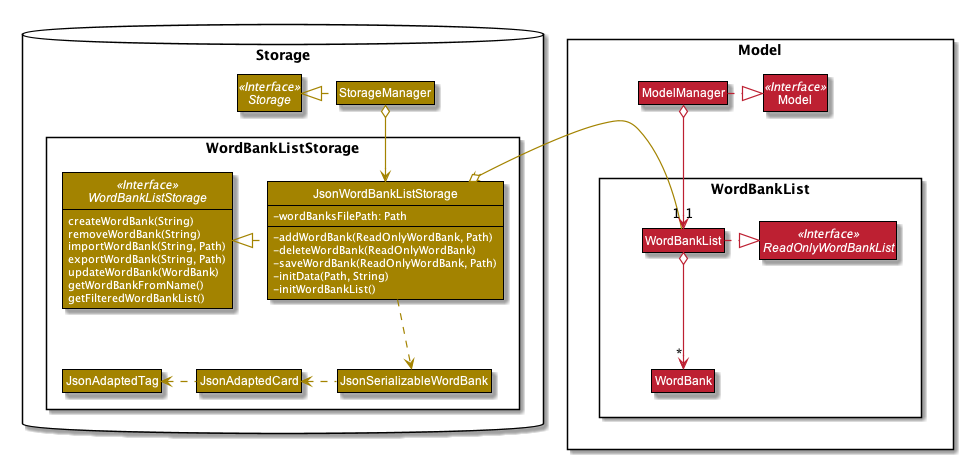 Storage
«Interface»
Storage
StorageManager
WordBankListStorage
«Interface»
WordBankListStorage
createWordBank(String)
removeWordBank(String)
importWordBank(String, Path)
exportWordBank(String, Path)
updateWordBank(WordBank)
getWordBankFromName()
getFilteredWordBankList()
JsonWordBankListStorage
-wordBanksFilePath: Path
-addWordBank(ReadOnlyWordBank, Path)
-deleteWordBank(ReadOnlyWordBank)
-saveWordBank(ReadOnlyWordBank, Path)
-initData(Path, String)
-initWordBankList()
JsonAdaptedTag
JsonAdaptedCard
JsonSerializableWordBank
Model
ModelManager
«Interface»
Model
WordBankList
1 1
WordBankList
«Interface»
ReadOnlyWordBankList
*
WordBank